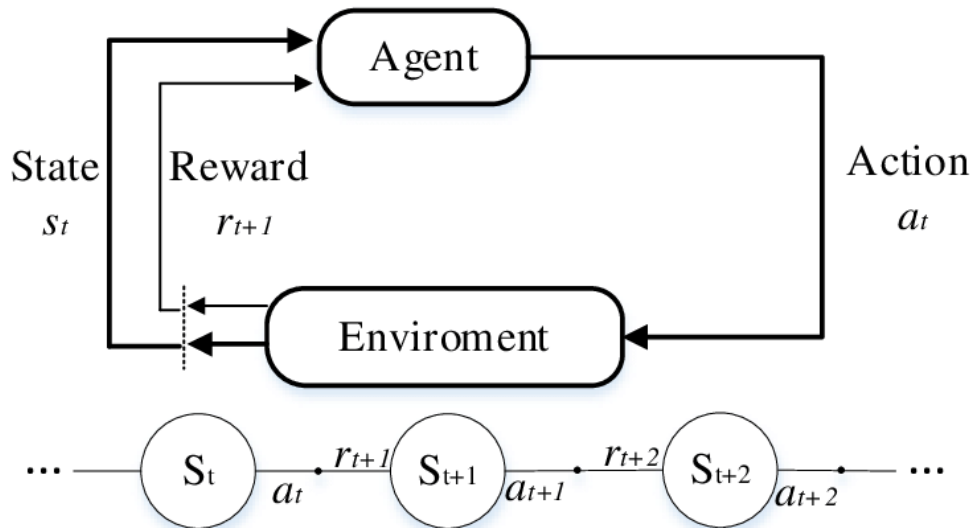 Agent
State
Reward
Action
sₜ
rₜ₊₁
aₜ
Enviroment
... Sₜ aₜ rₜ₊₁ Sₜ₊₁ aₜ₊₁ rₜ₊₂ Sₜ₊₂ aₜ₊₂ ...